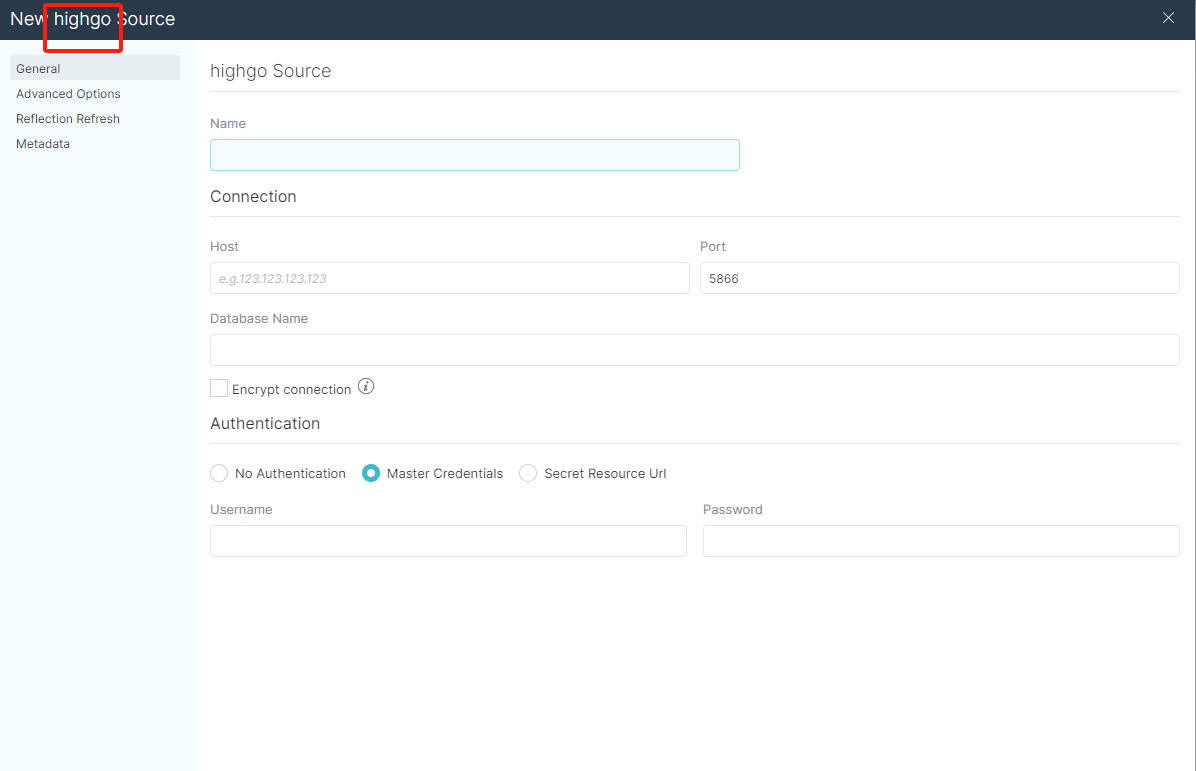 New highgo Source
General
Advanced Options
Reflection Refresh
Metadata
highgo Source
Name
Connection
Host
Port
e.g.123.123.123.123
5866
Database Name
Encrypt connection
Authentication
No Authentication
Master Credentials
Secret Resource Url
Username
Password